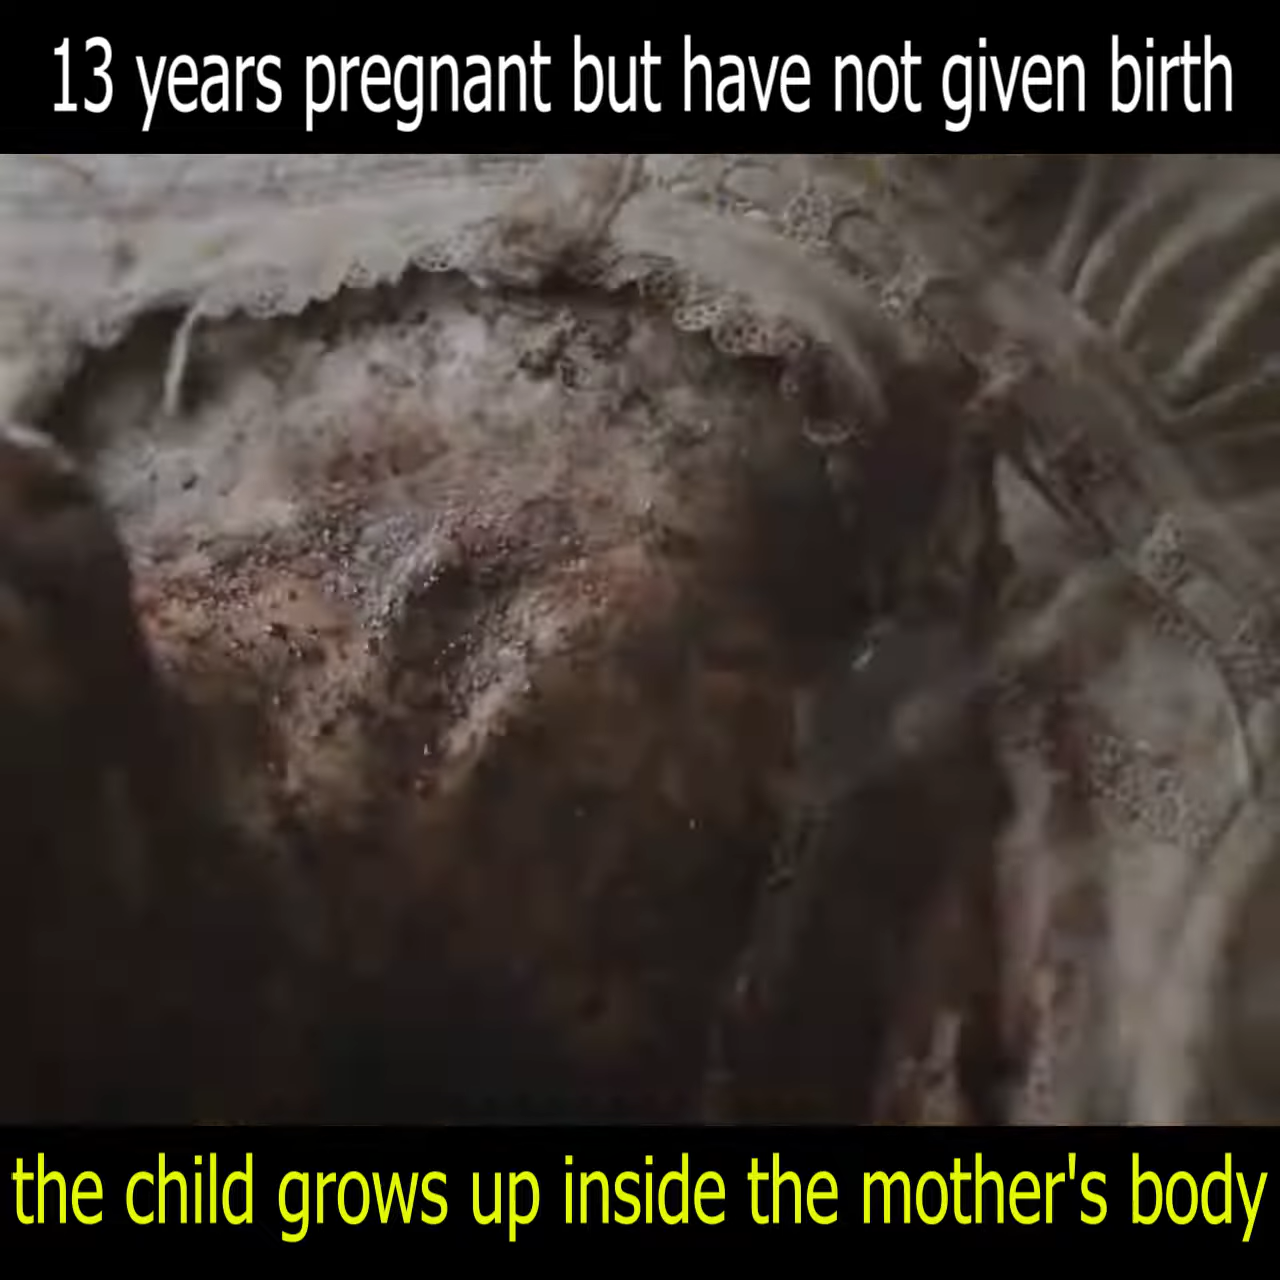 13 years pregnant but have not given birth
the child grows up inside the mother's body